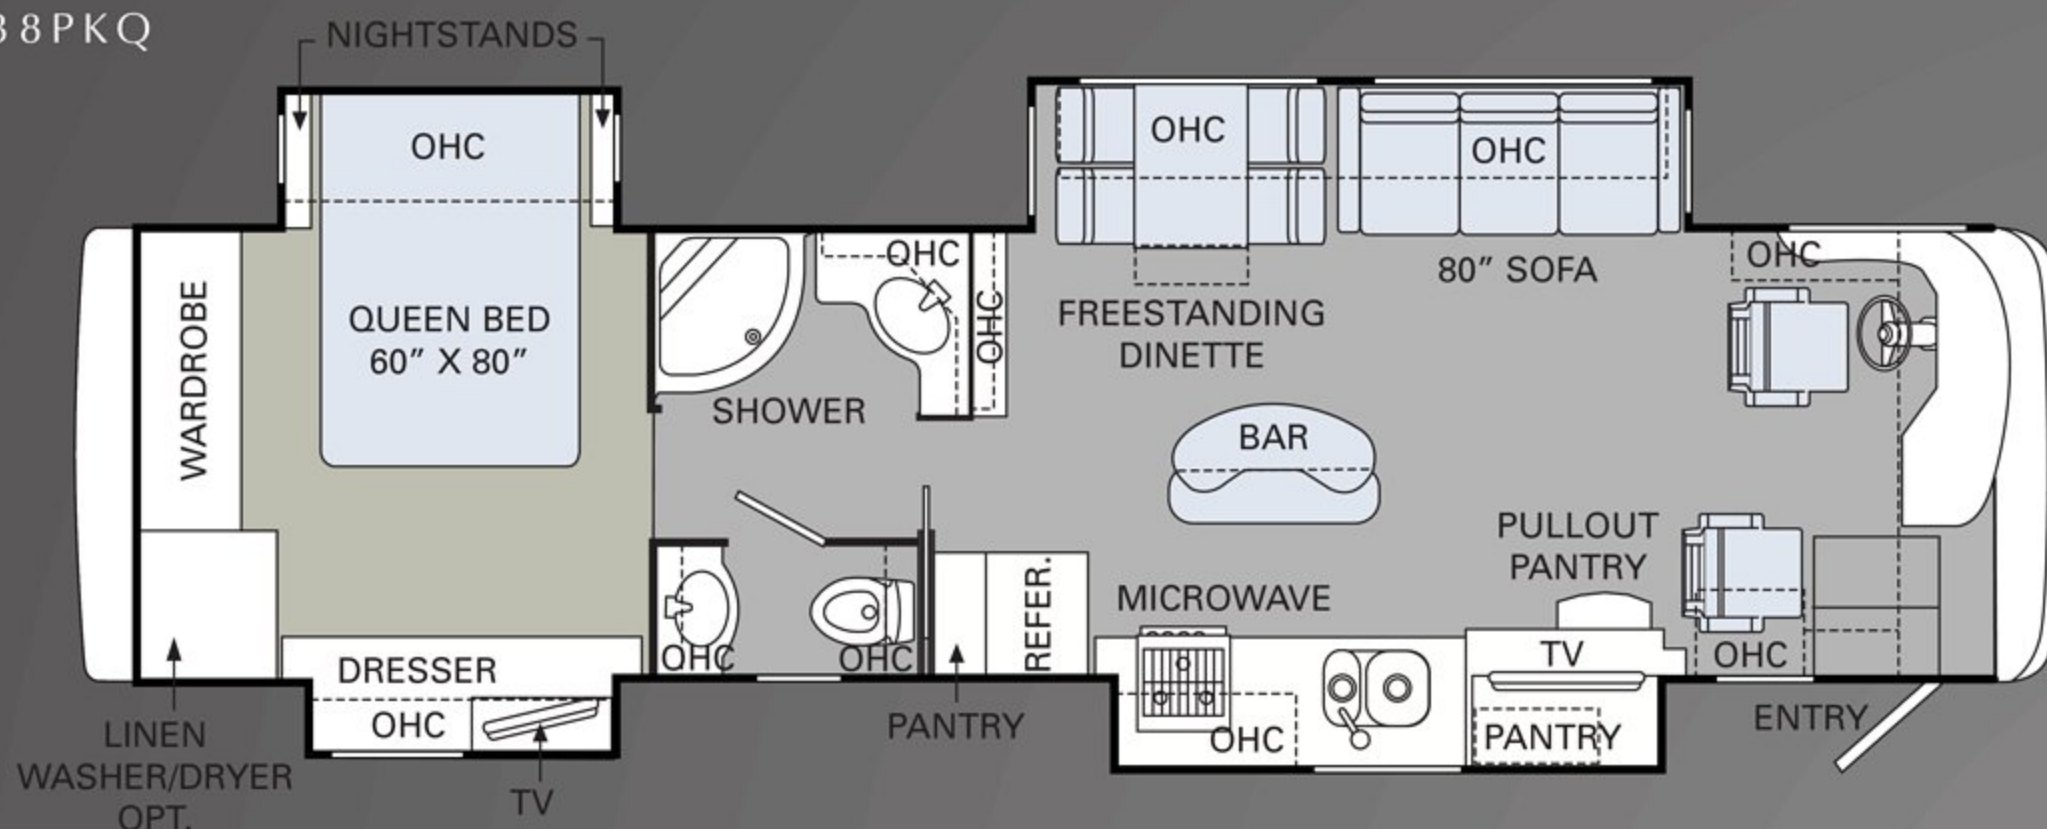 38PKQ
NIGHTSTANDS
OHC
QUEEN BED
60″ X 80″
WARDROBE
OHC
OHC
SHOWER
OHC
OHC
80″ SOFA
FREESTANDING
DINETTE
OHC
BAR
PULLOUT
PANTRY
MICROWAVE
REFER.
OHC
OHC
DRESSER
OHC
TV
OHC
PANTRY
OHC
PANTRY
ENTRY
LINEN
WASHER/DRYER
OPT.
TV